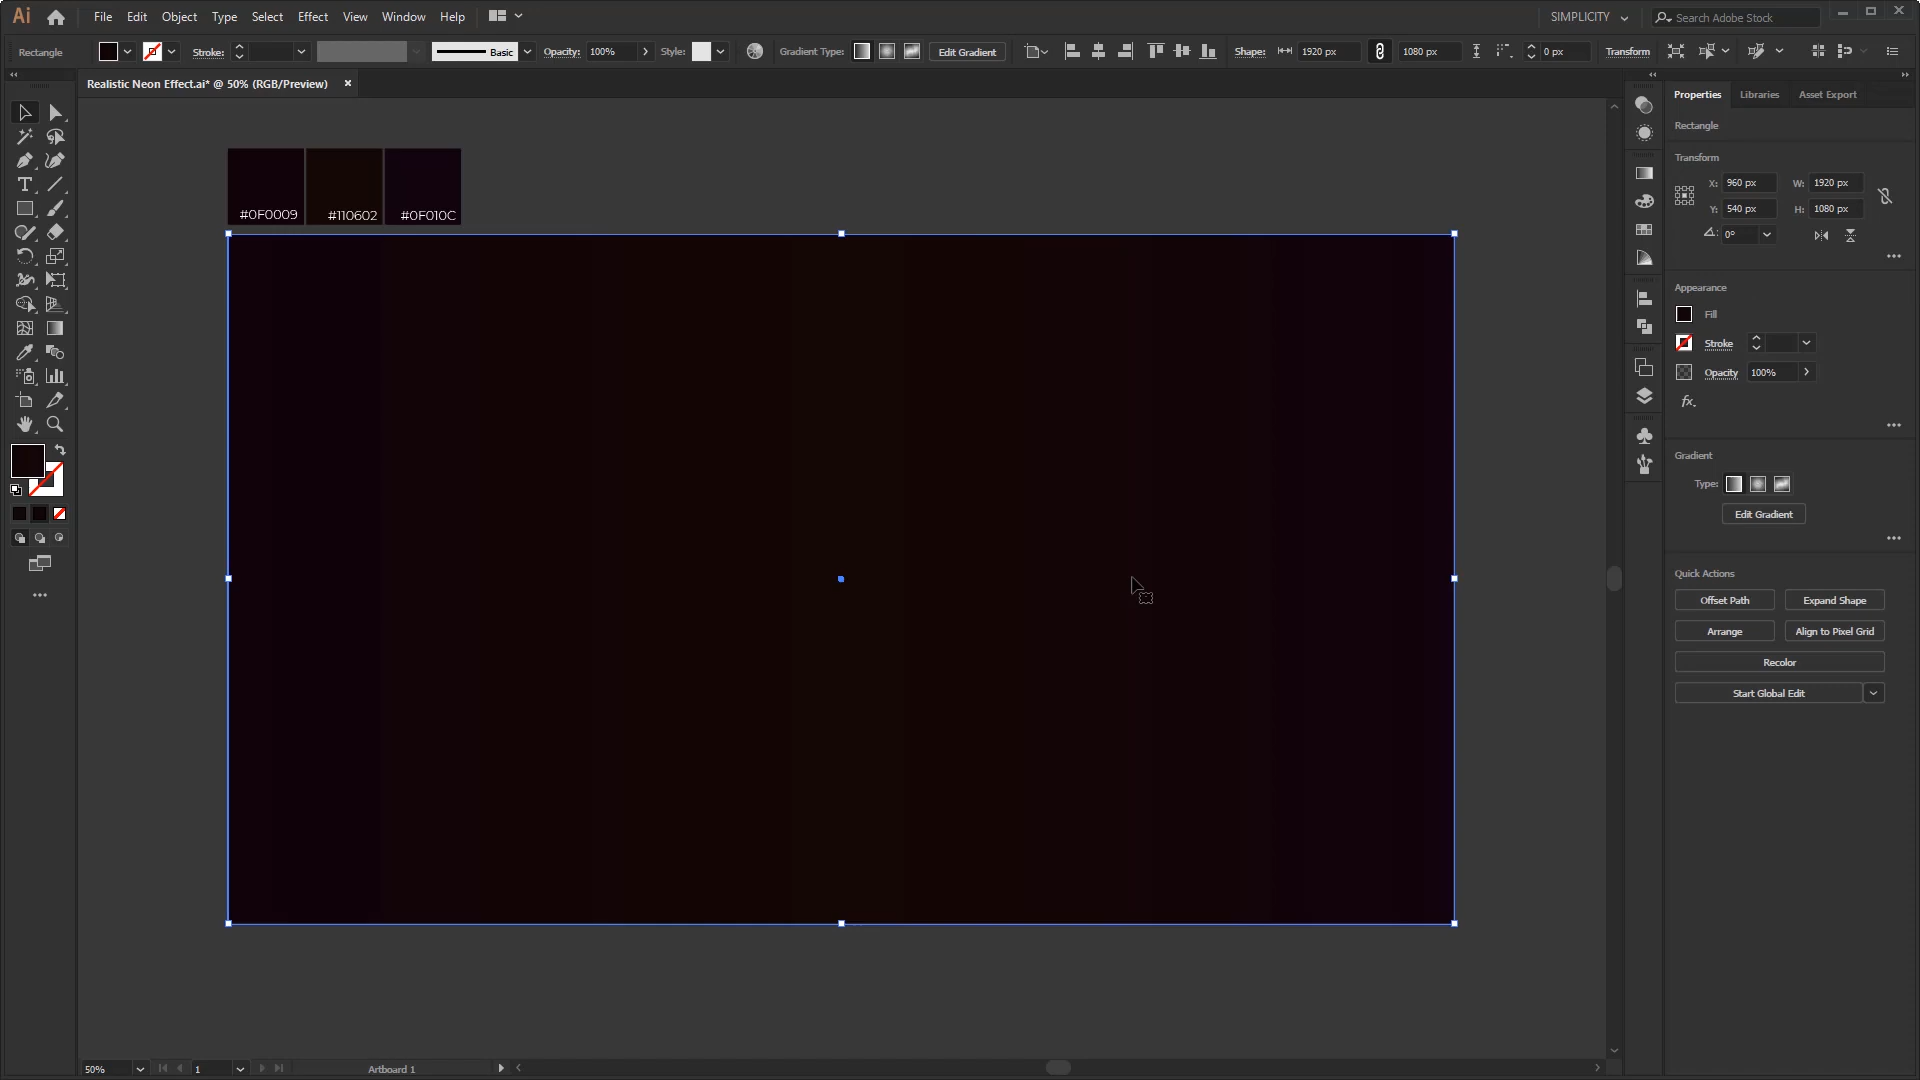 Ai File Edit Object Type Select Effect View Window Help SIMPLICITY Search Adobe Stock
Rectangle Stroke: Basic Opacity: 100% Style: Gradient Type: Edit Gradient Shape: 1920 px 1080 px 0 px Transform
Realistic Neon Effect.ai* @ 50% (RGB/Preview) ×
Properties Libraries Asset Export
Rectangle
Transform
X: 960 px W: 1920 px
Y: 540 px H: 1080 px
0°
#0F0009 #110602 #0F010C
Appearance
Fill
Stroke
Opacity 100%
fx.
Gradient
Type:
Edit Gradient
Quick Actions
Offset Path Expand Shape
Arrange Align to Pixel Grid
Recolor
Start Global Edit
50% 1 Artboard 1